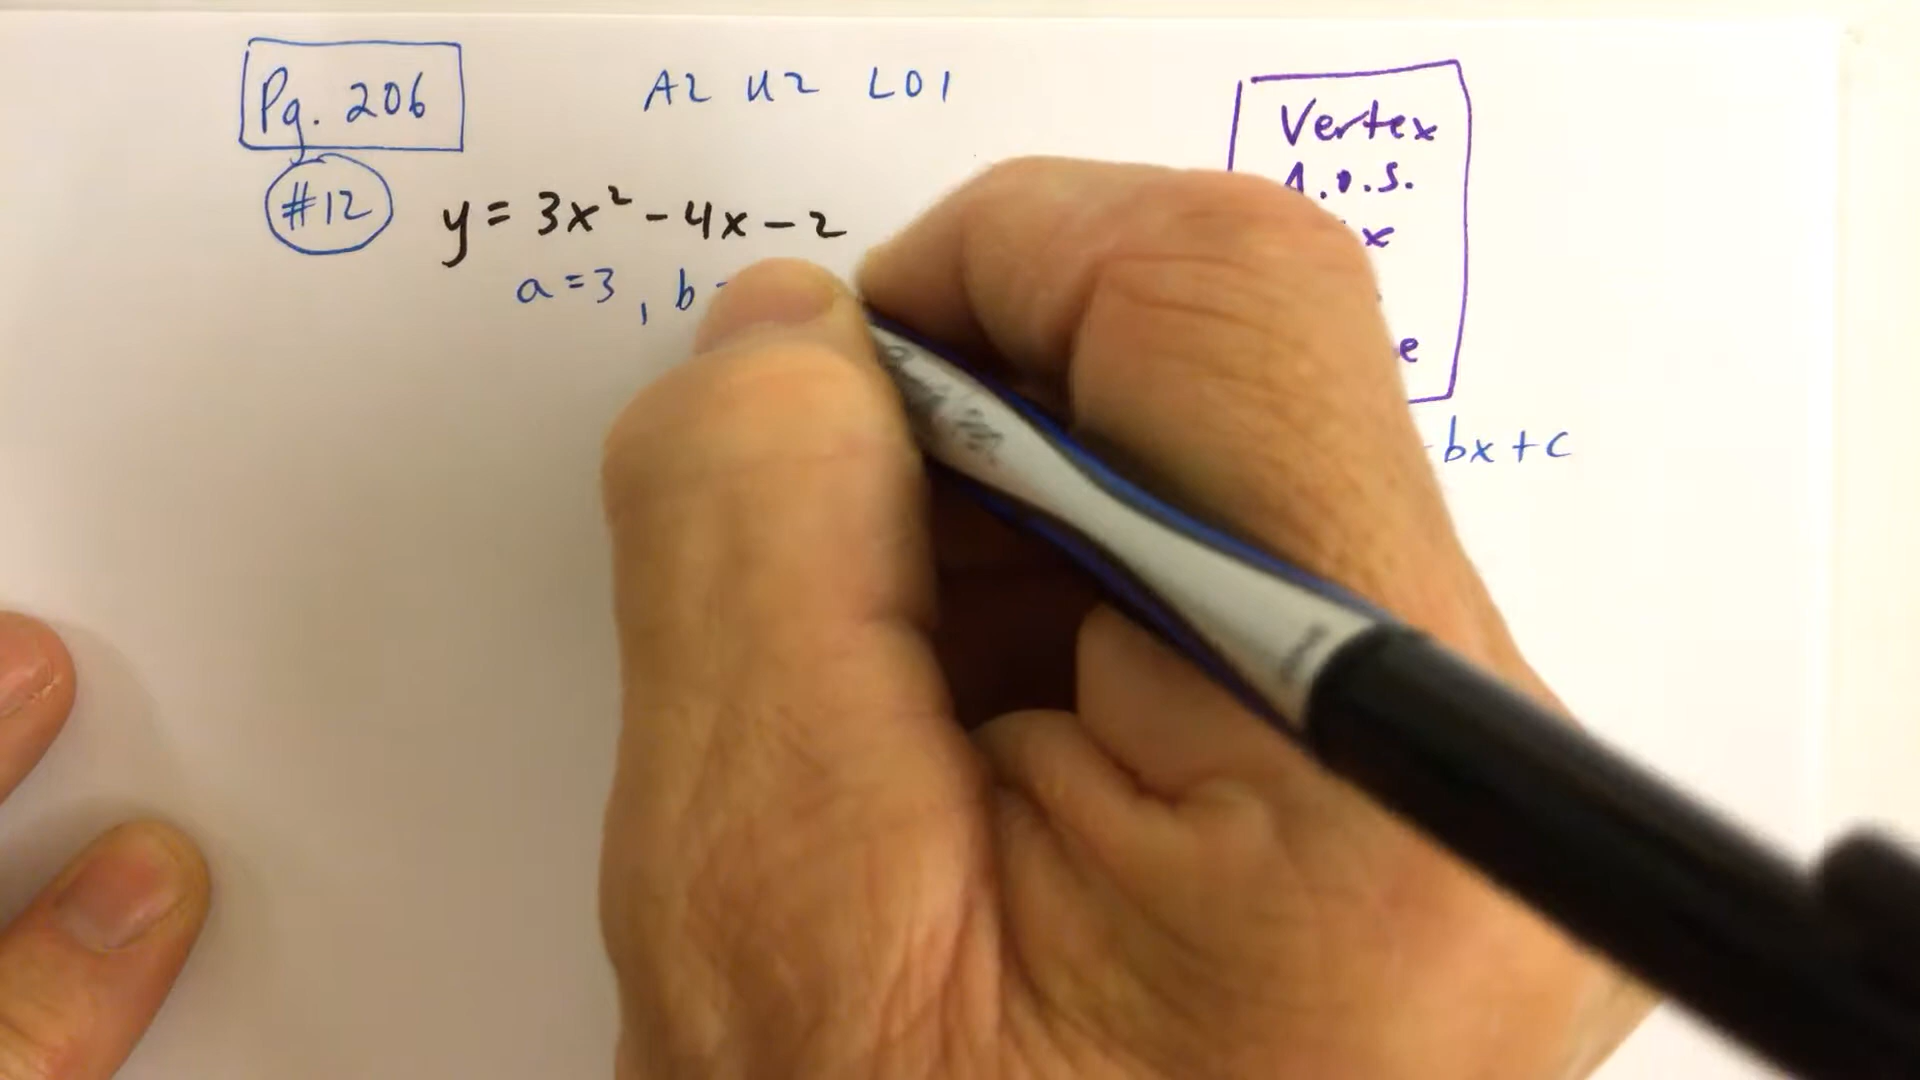 Pg. 206
A2 U2 L01
#12
y = 3x² - 4x - 2
a = 3, b
Vertex
A.O.S.
bx + c